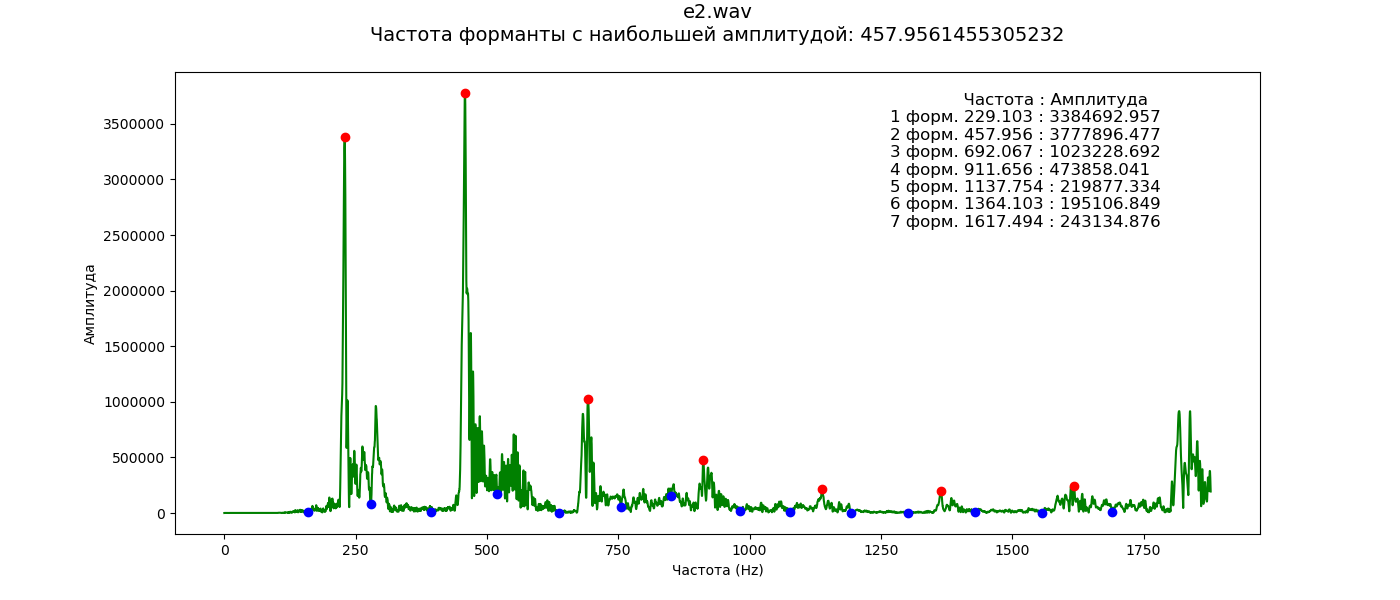 e2.wav
Частота форманты с наибольшей амплитудой: 457.9561455305232
Частота : Амплитуда
1 форм. 229.103 : 3384692.957
2 форм. 457.956 : 3777896.477
3 форм. 692.067 : 1023228.692
4 форм. 911.656 : 473858.041
5 форм. 1137.754 : 219877.334
6 форм. 1364.103 : 195106.849
7 форм. 1617.494 : 243134.876
Амплитуда
3500000
3000000
2500000
2000000
1500000
1000000
500000
0
0 250 500 750 1000 1250 1500 1750
Частота (Hz)